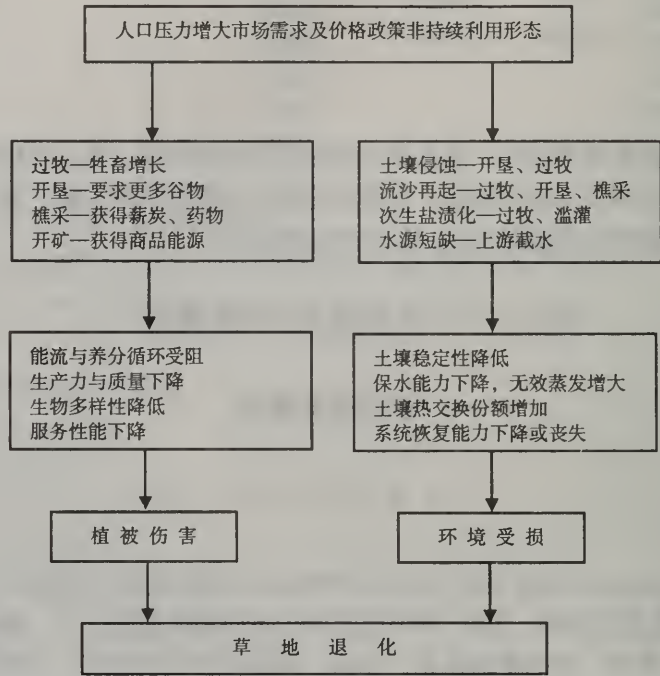 人口压力增大市场需求及价格政策非持续利用形态
过牧—牲畜增长
开垦—要求更多谷物
樵采—获得薪炭、药物
开矿—获得商品能源
土壤侵蚀—开垦、过牧
流沙再起—过牧、开垦、樵采
次生盐渍化—过牧、滥灌
水源短缺—上游截水
能流与养分循环受阻
生产力与质量下降
生物多样性降低
服务性能下降
土壤稳定性降低
保水能力下降，无效蒸发增大
土壤热交换份额增加
系统恢复能力下降或丧失
植被伤害
环境受损
草地退化